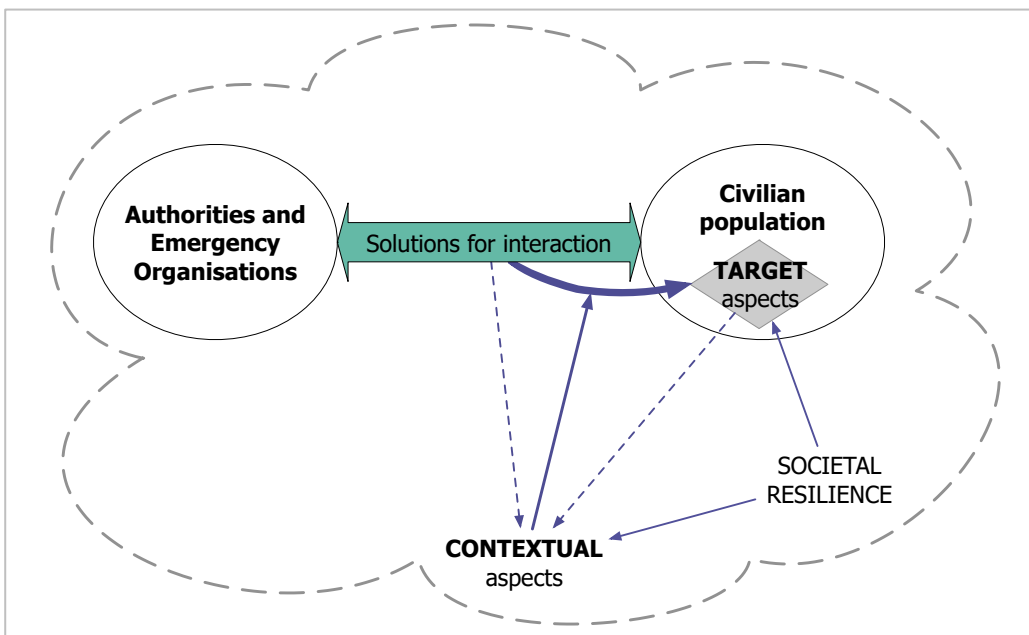 Authorities and
Emergency
Organisations
Solutions for interaction
Civilian
population
TARGET
aspects
SOCIETAL
RESILIENCE
CONTEXTUAL
aspects